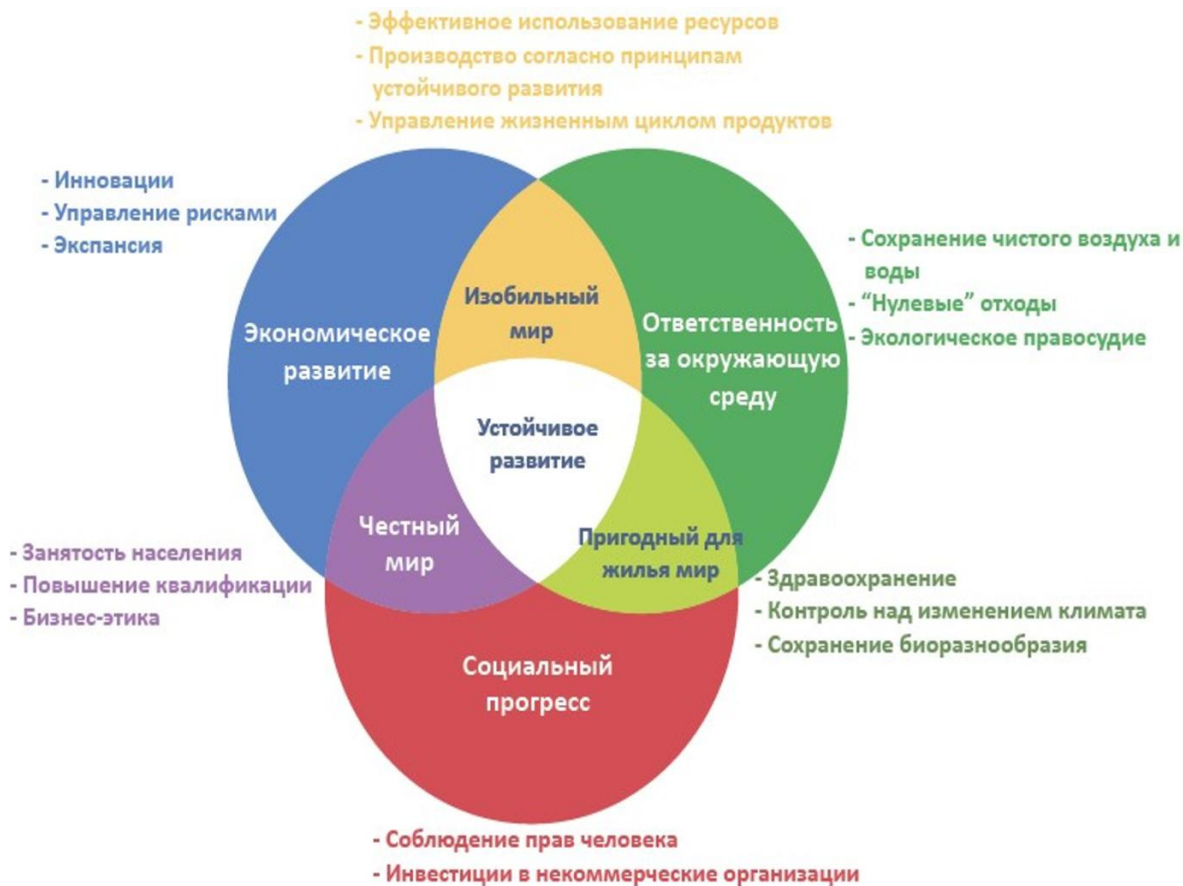 - Эффективное использование ресурсов
- Производство согласно принципам
устойчивого развития
- Управление жизненным циклом продуктов
- Инновации
- Управление рисками
- Экспансия
- Сохранение чистого воздуха и
воды
- “Нулевые” отходы
- Экологическое правосудие
Изобильный
мир
Экономическое
развитие
Ответственность
за окружающую
среду
Устойчивое
развитие
Честный
мир
Пригодный для
жилья мир
- Занятость населения
- Повышение квалификации
- Бизнес-этика
- Здравоохранение
- Контроль над изменением климата
- Сохранение биоразнообразия
Социальный
прогресс
- Соблюдение прав человека
- Инвестиции в некоммерческие организации